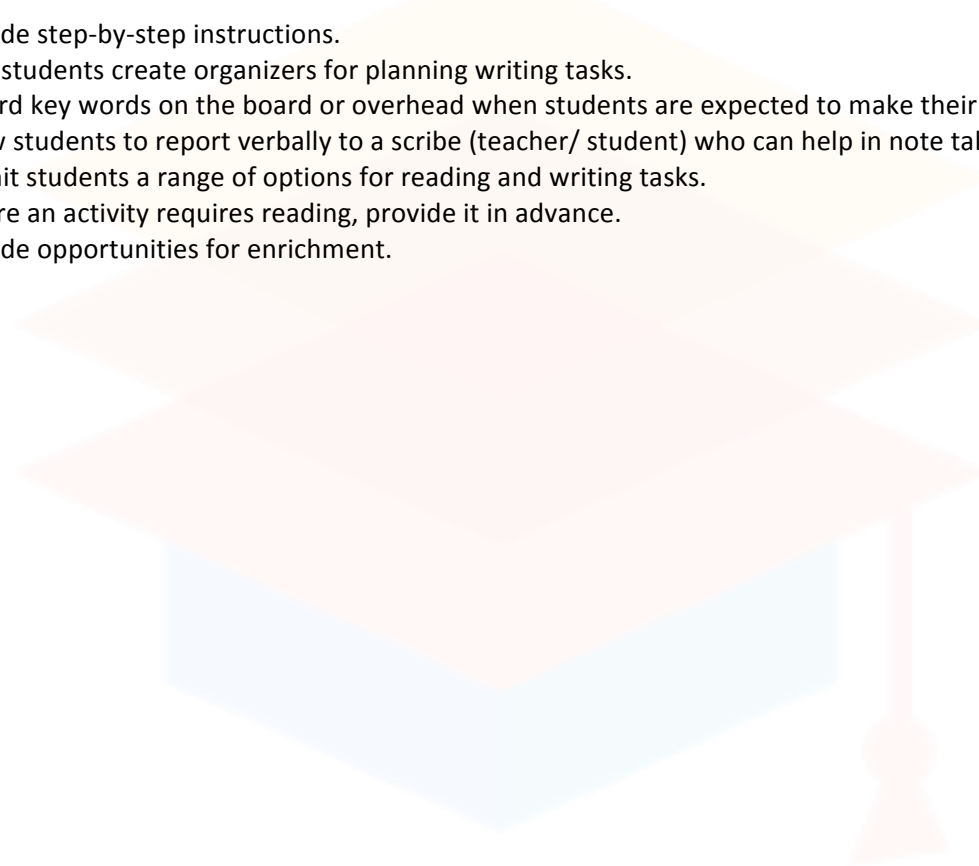 de step-by-step instructions.
students create organizers for planning writing tasks.
rd key words on the board or overhead when students are expected to make their
w students to report verbally to a scribe (teacher/ student) who can help in note ta
it students a range of options for reading and writing tasks.
re an activity requires reading, provide it in advance.
de opportunities for enrichment.